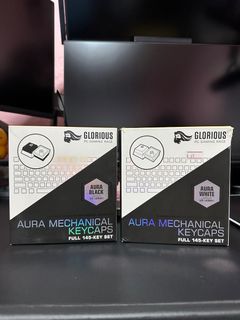 GLORIOUS
PC GAMING RACE
AURA
BLACK
AURA MECHANICAL
KEYCAPS
FULL 145-KEY SET
GLORIOUS
PC GAMING RACE
AURA
WHITE
AURA MECHANICAL
KEYCAPS
FULL 145-KEY SET